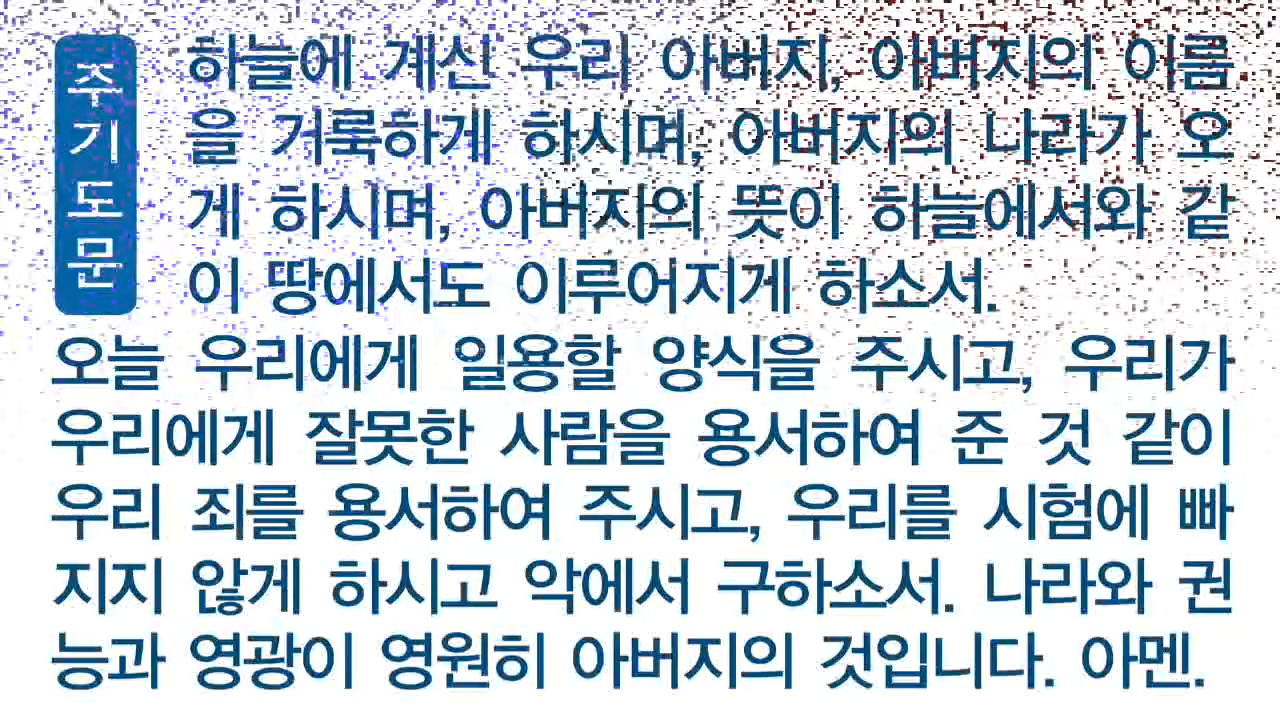 주기도문
하늘에 계신 우리 아버지, 아버지의 이름
을 거룩하게 하시며, 아버지의 나라가 오
게 하시며, 아버지의 뜻이 하늘에서와 같
이 땅에서도 이루어지게 하소서.
오늘 우리에게 일용할 양식을 주시고, 우리가
우리에게 잘못한 사람을 용서하여 준 것 같이
우리 죄를 용서하여 주시고, 우리를 시험에 빠
지지 않게 하시고 악에서 구하소서. 나라와 권
능과 영광이 영원히 아버지의 것입니다. 아멘.